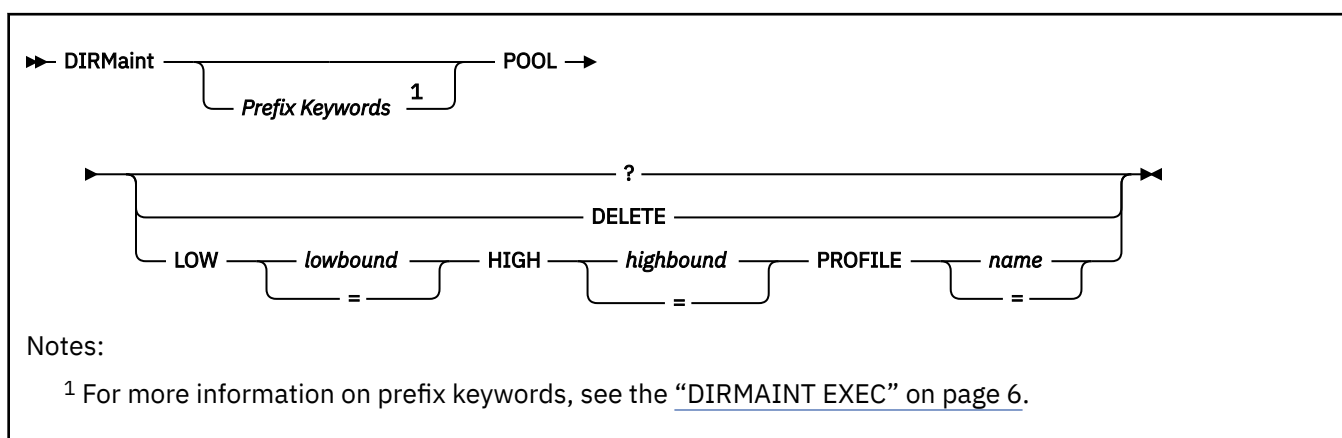 DIRMaint POOL
Prefix Keywords 1
?
DELETE
LOW lowbound HIGH highbound PROFILE name
= = =
Notes:
1 For more information on prefix keywords, see the “DIRMAINT EXEC” on page 6.